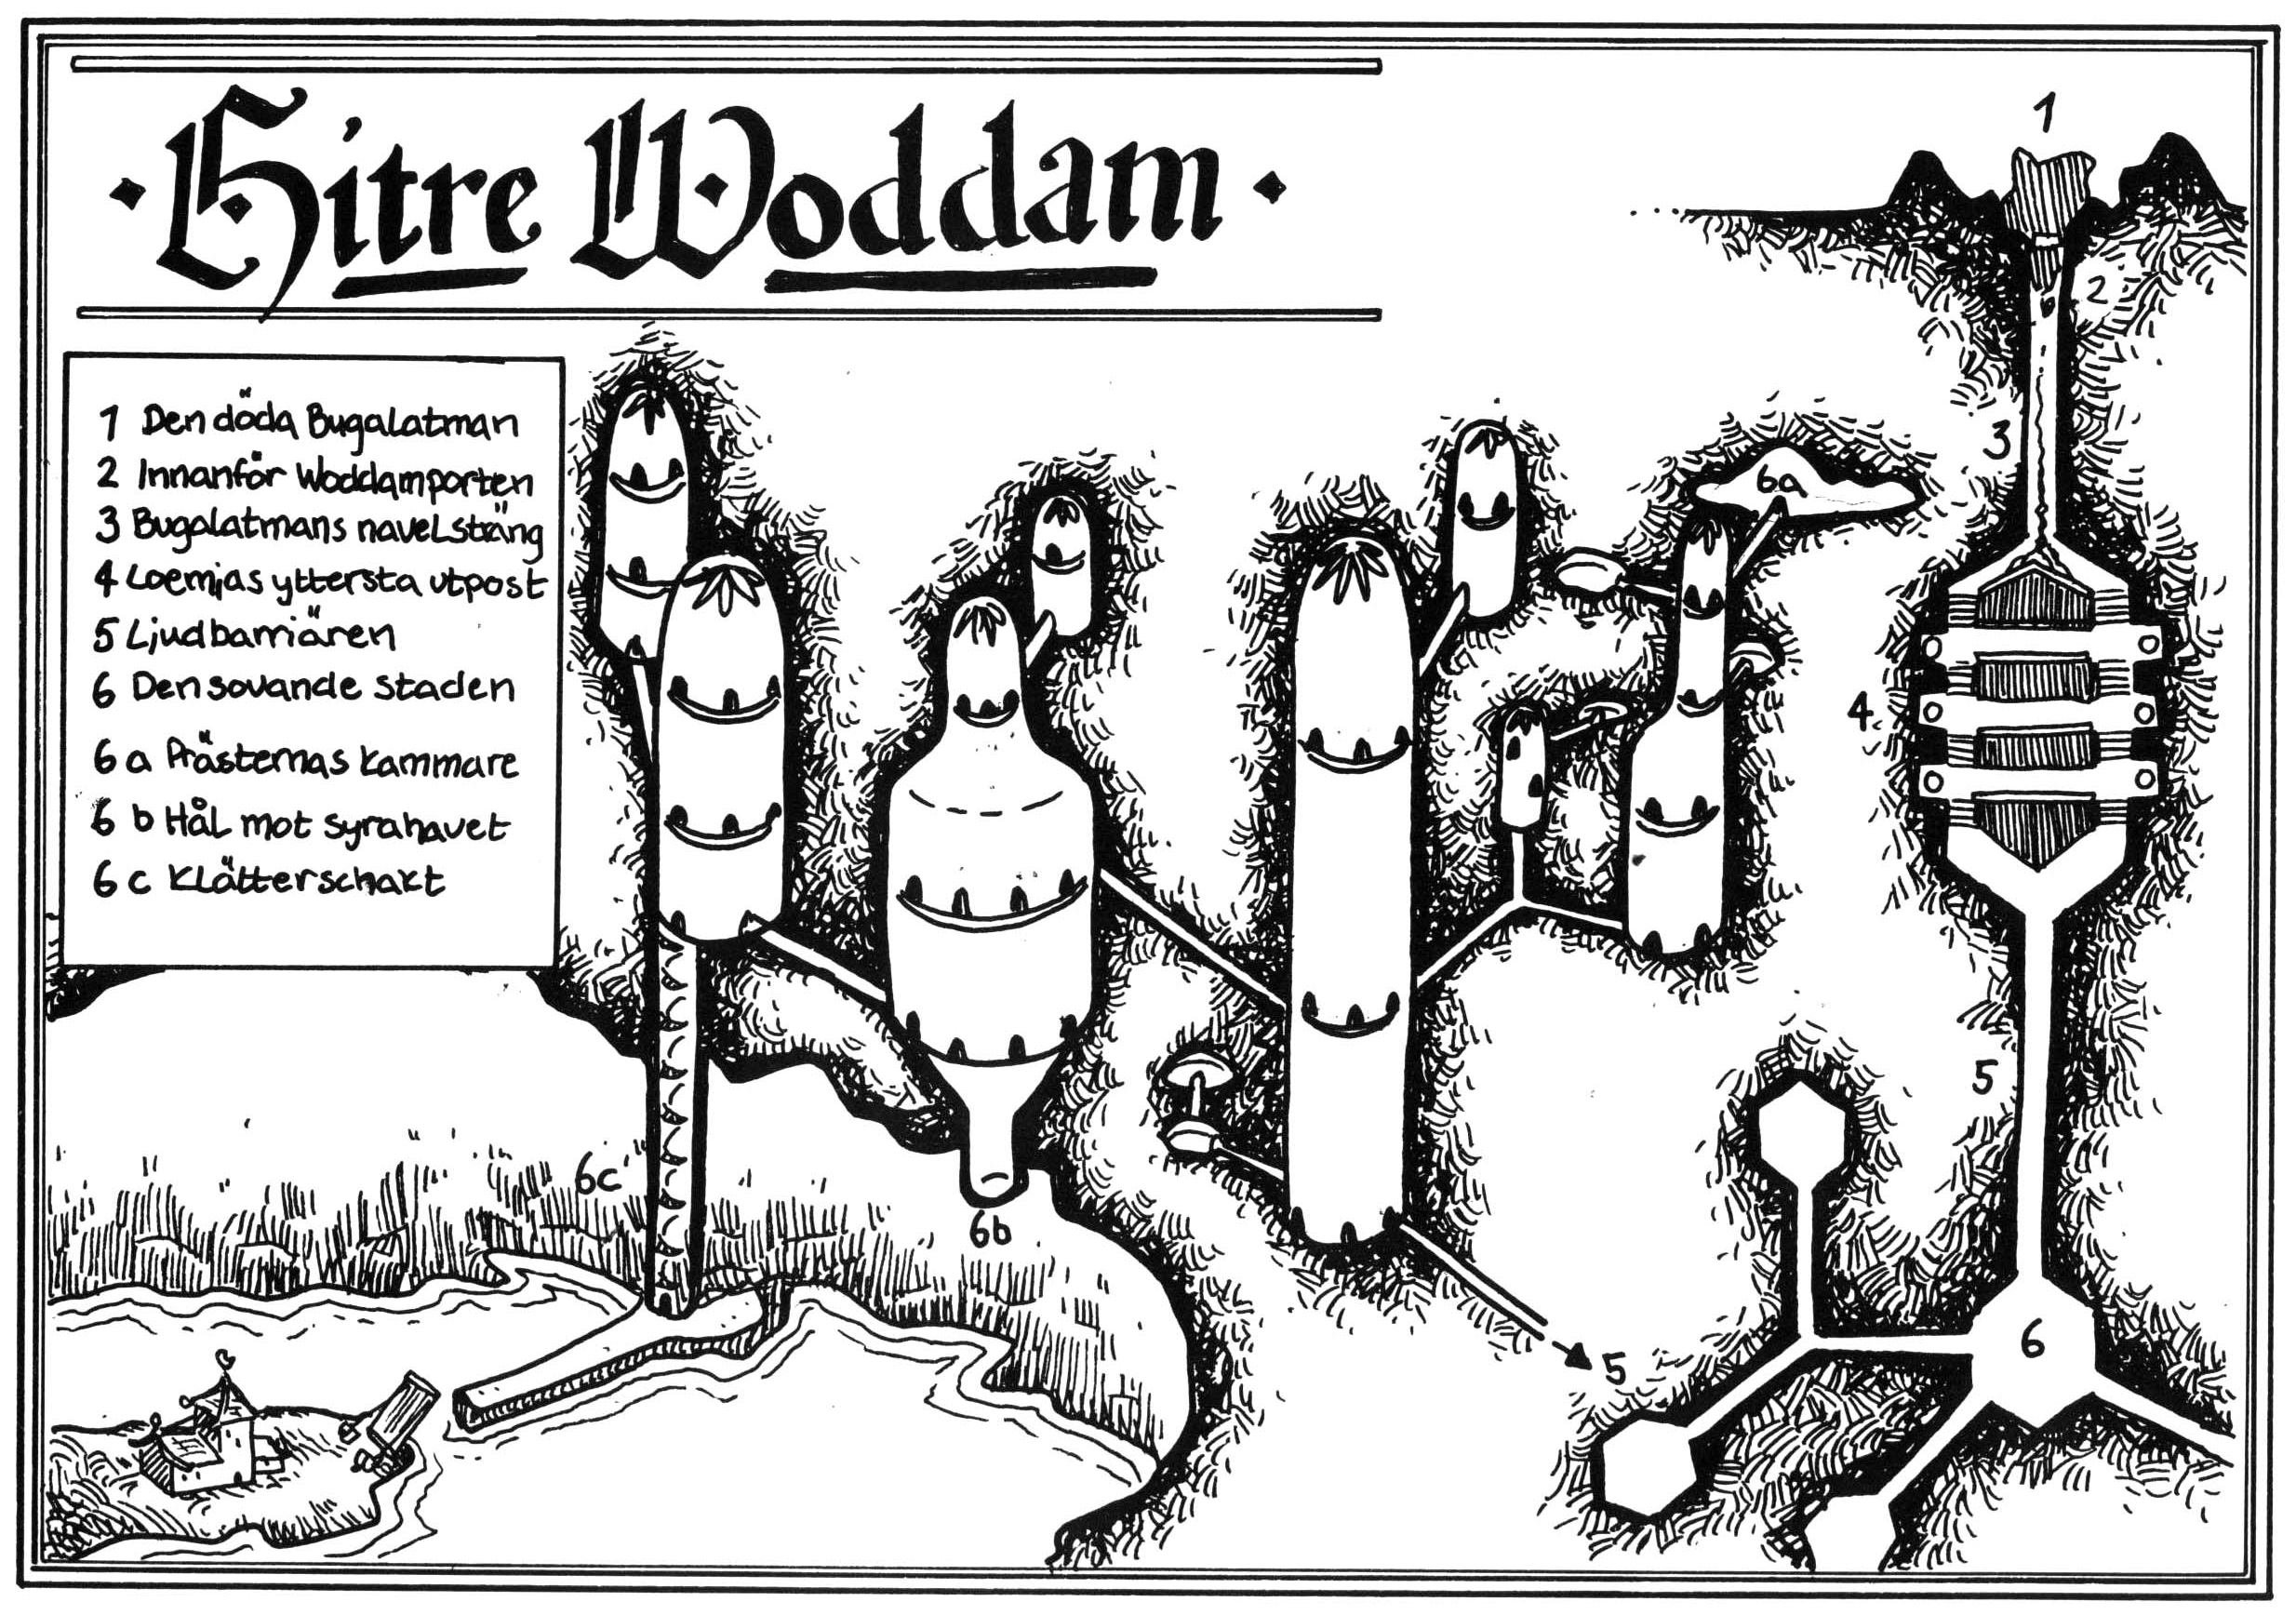 · Hitre Woddam ·
1 Den döda Bugalatman
2 Innanför Woddamporten
3 Bugalatmans navelsträng
4 Loemjas yttersta utpost
5 Ljudbarriären
6 Den sovande staden
6 a Prästernas kammare
6 b Hål mot syrahavet
6 c Klätterschakt
1
2
3
6a
4
5
6c
6b
6
5